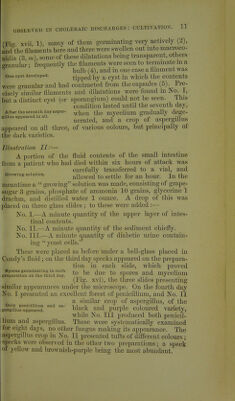 OBSERVED IN CHOLERAIC DISCHARGES: CULTIVATION. 11
(Fig. xvii, 1), many of them germinating very actively (2),
and the filaments here and there were swollen out into macroco-
nidia (3, 4), some of these dilatations being transparent, others
granular; frequently the filaments were seen to terminate in a
One cyst developed.
bulb (4), and in one case a filament was
tipped by a cyst in which the contents
were granular and had contracted from the capsules (5). Pre-
cisely similar filaments and dilatations were found in No. I,
but a distinct cyst (or sporangium) could not be seen. This
After the seventh day asper-
gillus appeared in all.
condition lasted until the seventh day,
when the mycelium gradually dege-
nerated, and a crop of aspergillus
appeared on all three, of various colours, but principally of
the dark varieties.
Illustration II:—
A portion of the fluid contents of the small intestine
from a patient who had died within six hours of attack was
Growing solution.
carefully transferred to a vial, and
allowed to settle for an hour. In the
meantime a "growing" solution was made, consisting of grape-
sugar 3 grains, phosphate of ammonia 10 grains, glycerine 1
drachm, and distilled water 1 ounce. A drop of this was
placed on three glass slides; to these were added:—
No. I.—A minute quantity of the upper layer of intes-
tinal contents.
No. II.—A minute quantity of the sediment chiefly.
No. III.—A minute quantity of diabetic urine contain-
ing "yeast cells."
These were placed as before under a bell-glass placed in
Condy's fluid; on the third day specks appeared on the prepara-
Spores germinating in each
preparation on the third day.
tion in each slide, which proved
to be due to spores and mycelium
(Fig. xvi), the three slides presenting
similar appearances under the microscope. On the fourth day
No. I presented an excellent forest of penicillium, and No. II
Only penicillium and as-
pergillus appeared.
a similar crop of aspergillus, of the
black and purple coloured variety,
while No. III produced both penicil-
lium and aspergillus. These were systematically examined
for eight days, no other fungus making its appearance. The
aspergillus crop in No. II presented tufts of different colours;
specks were observed in the other two preparations; a speck
of yellow and brownish-purple being the most abundant.